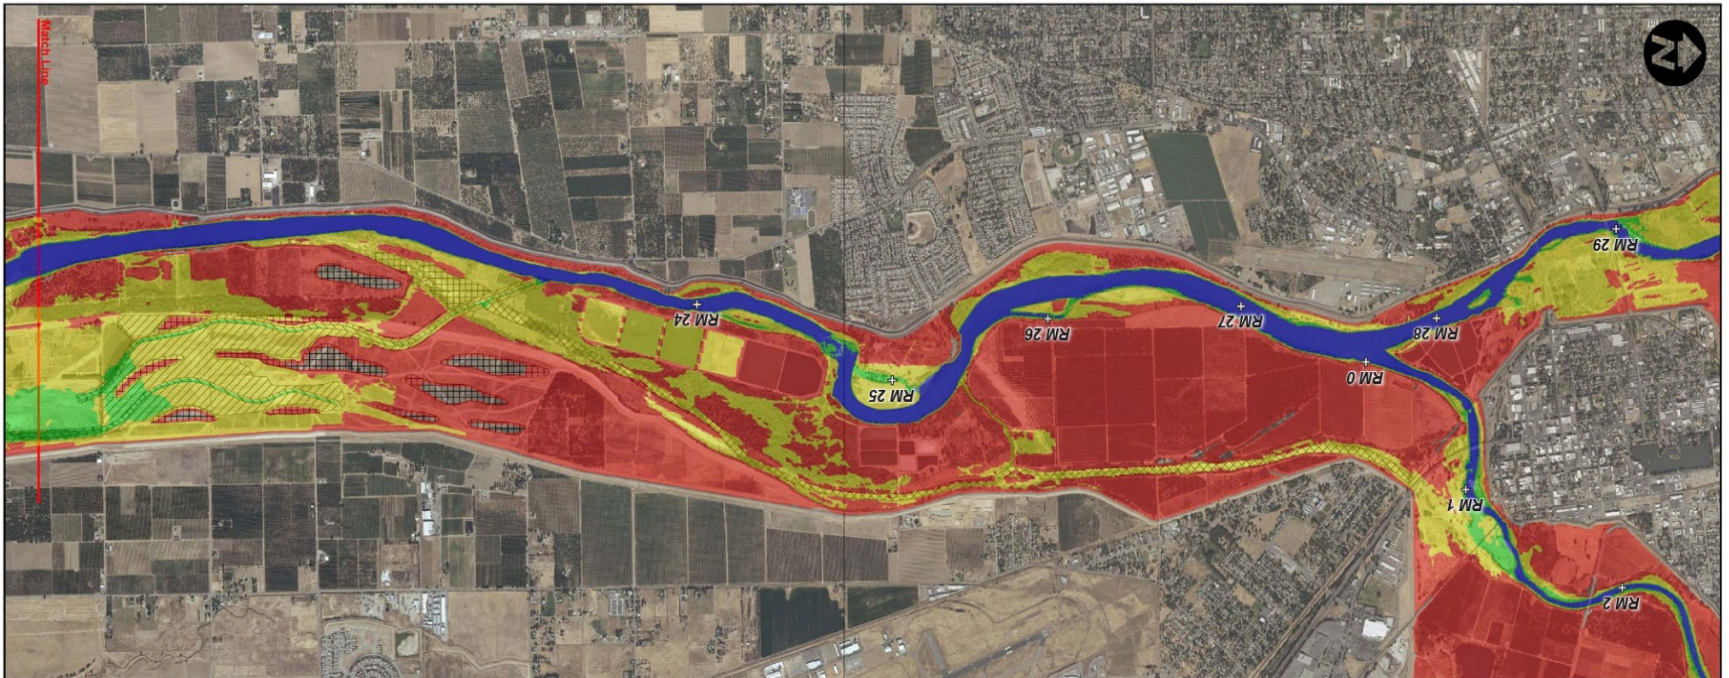 Match Line
N
RM 29
RM 24
RM 27
RM 28
RM 26
RM 0
RM 25
RM 1
RM 2